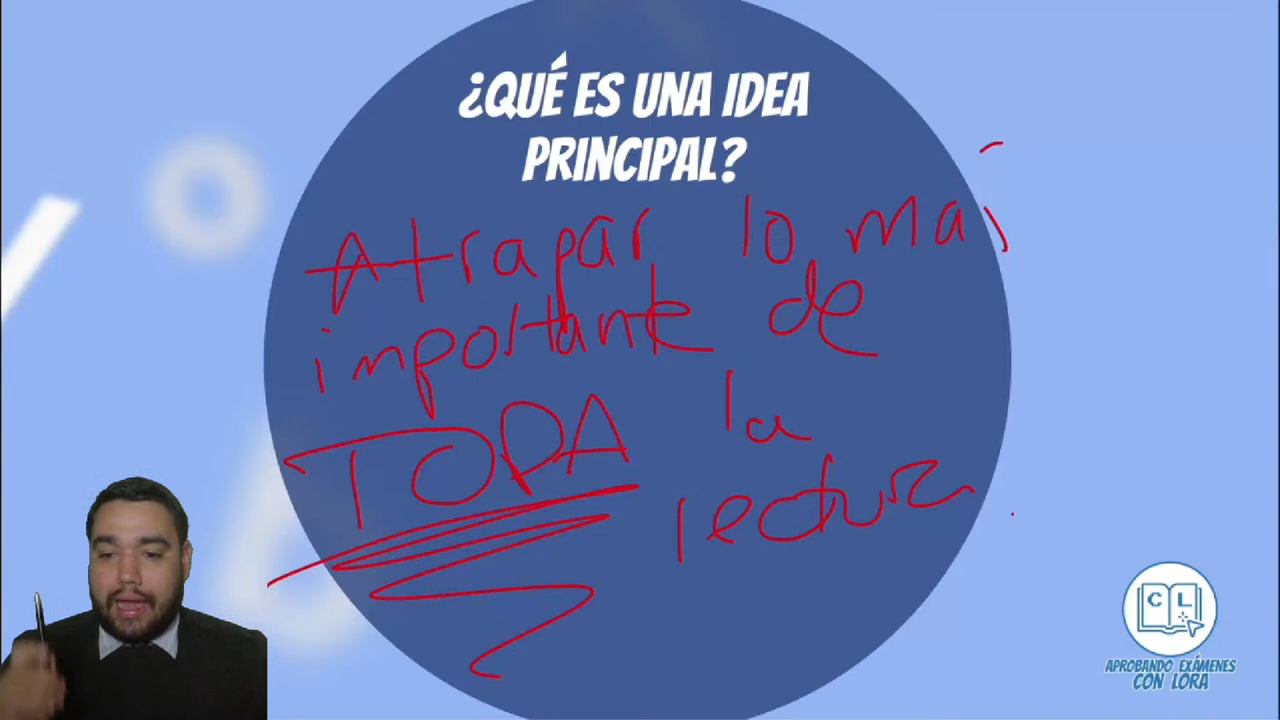 ¿QUÉ ES UNA IDEA
PRINCIPAL?
Atrapar lo más
importante de
TODA la
lectura.
C L
APROBANDO EXÁMENES
CON LORA